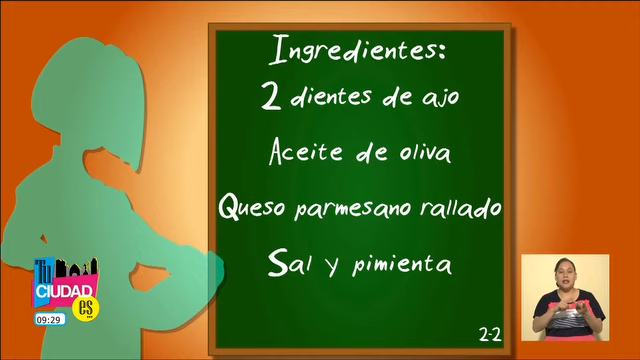 Ingredientes:
2 dientes de ajo
Aceite de oliva
Queso parmesano rallado
Sal y pimienta
2-2
Tu
CIUDAD
es...
09:29